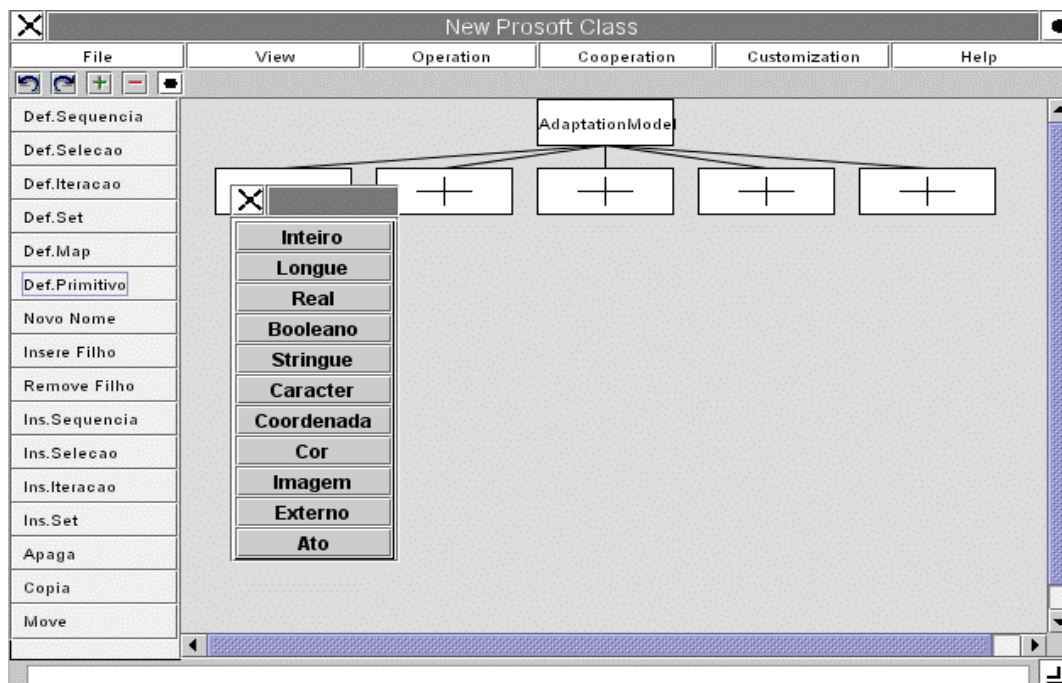 New Prosoft Class
File View Operation Cooperation Customization Help
Def.Sequencia
Def.Selecao
Def.Iteracao
Def.Set
Def.Map
Def.Primitivo
Novo Nome
Insere Filho
Remove Filho
Ins.Sequencia
Ins.Selecao
Ins.Iteracao
Ins.Set
Apaga
Copia
Move
AdaptationModel
Inteiro
Longue
Real
Booleano
Stringue
Caracter
Coordenada
Cor
Imagem
Externo
Ato